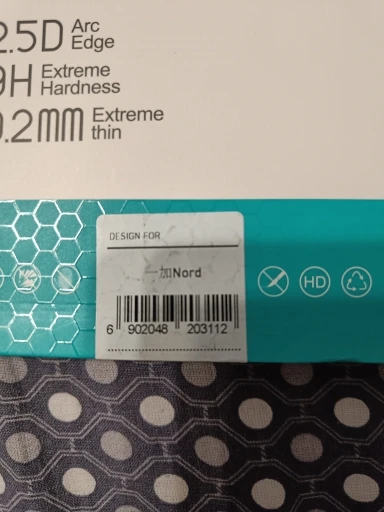 2.5D Arc
Edge
9H Extreme
Hardness
0.2mm Extreme
thin
DESIGN FOR
一加Nord
HD
6 902048 203112